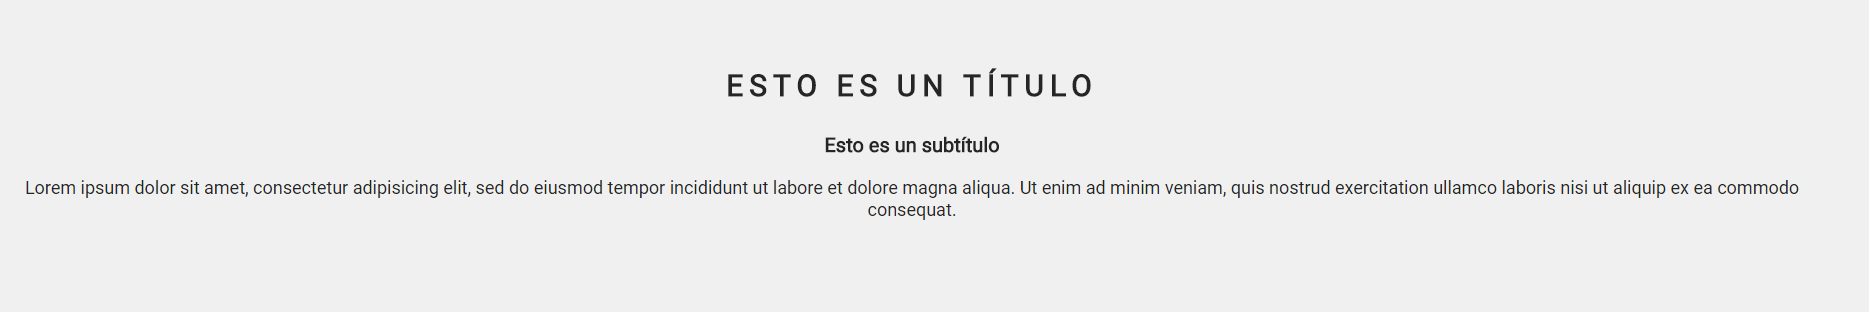 ESTO ES UN TÍTULO
Esto es un subtítulo
Lorem ipsum dolor sit amet, consectetur adipisicing elit, sed do eiusmod tempor incididunt ut labore et dolore magna aliqua. Ut enim ad minim veniam, quis nostrud exercitation ullamco laboris nisi ut aliquip ex ea commodo
consequat.